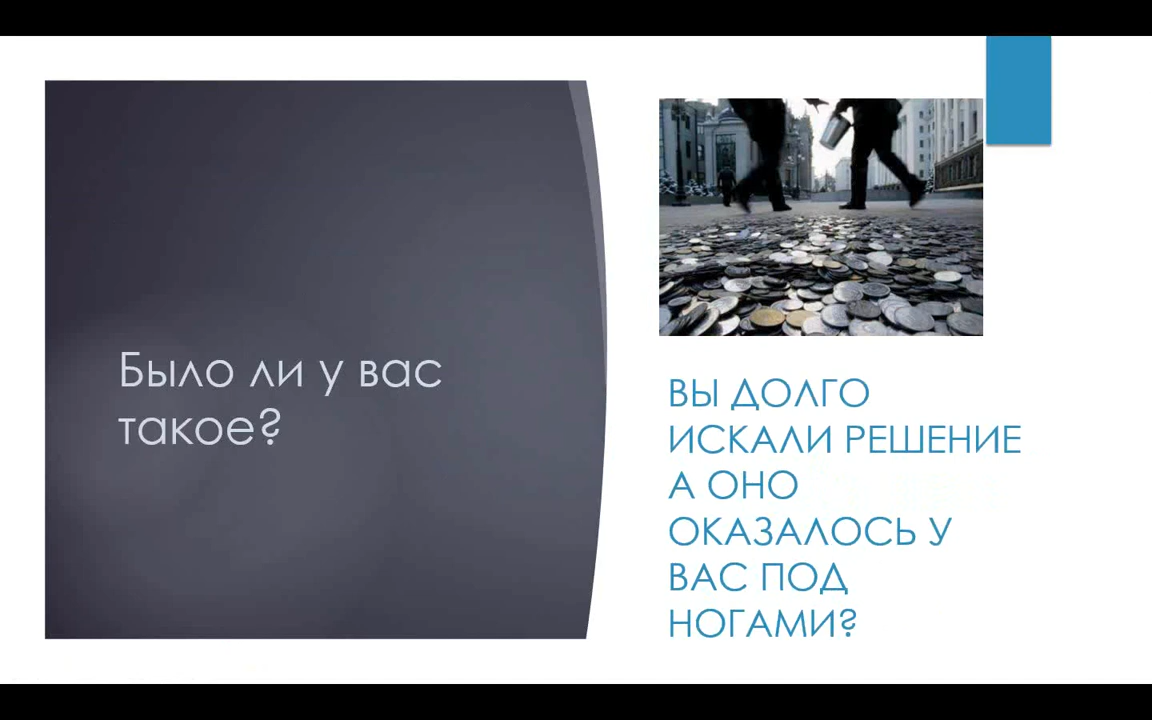 Было ли у вас
такое?
ВЫ ДОЛГО
ИСКАЛИ РЕШЕНИЕ
А ОНО
ОКАЗАЛОСЬ У
ВАС ПОД
НОГАМИ?